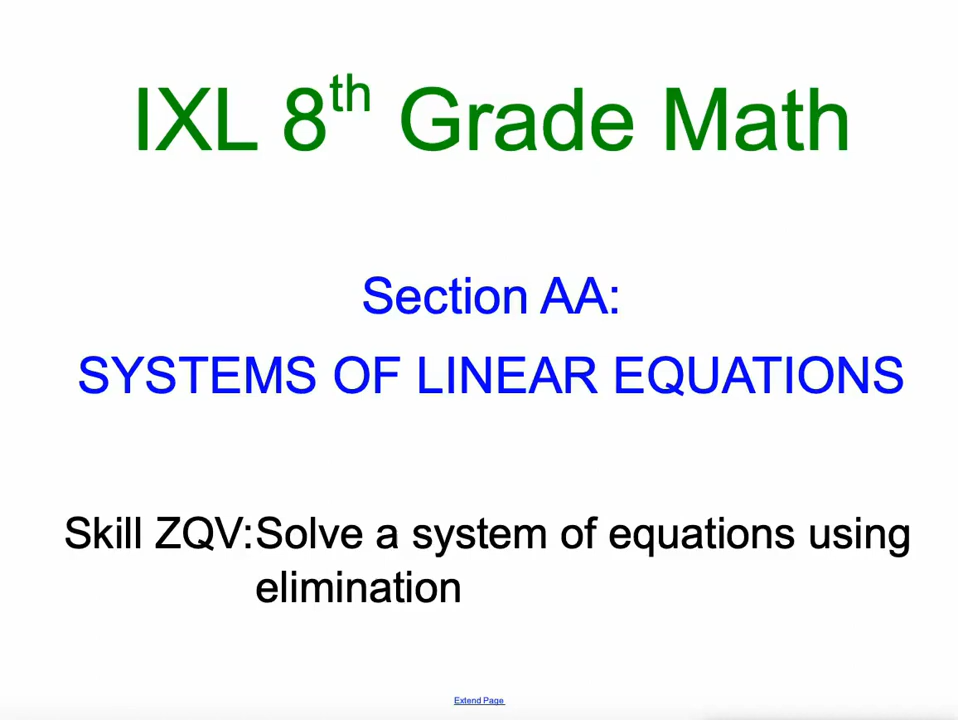 IXL 8th Grade Math
Section AA:
SYSTEMS OF LINEAR EQUATIONS
Skill ZQV:Solve a system of equations using
elimination
Extend Page